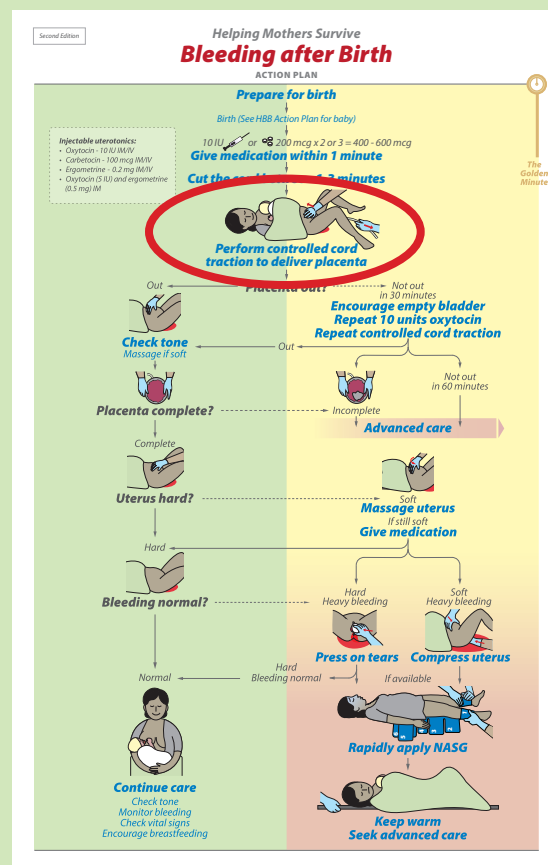 Second Edition
Helping Mothers Survive
Bleeding after Birth
ACTION PLAN
Prepare for birth
Birth (See HBB Action Plan for baby)
Injectable uterotonics:
• Oxytocin - 10 IU IM/IV
• Carbetocin - 100 mcg IM/IV
• Ergametrine – 0.2 mg IM/IV
• Oxytocin (5 IU) and ergometrine
(0.5 mg) IM
10 IU or 200 mcg x 2 or 3 = 400 - 600 mcg
Give medication within 1 minute
The
Golden
Minute
Cut the 1-3 minutes
Perform controlled cord
traction to deliver placenta
Placenta out?
Out
Not out
in 30 minutes
Encourage empty bladder
Repeat 10 units oxytocin
Repeat controlled cord traction
Out
Check tone
Massage if soft
Not out
in 60 minutes
Placenta complete?
Incomplete
Advanced care
Complete
Uterus hard?
Soft
Massage uterus
If still soft
Give medication
Hard
Bleeding normal?
Hard
Heavy bleeding
Soft
Heavy bleeding
Press on tears
Compress uterus
Hard
Bleeding normal
Normal
If available
Rapidly apply NASG
Continue care
Check tone
Monitor bleeding
Check vital signs
Encourage breastfeeding
Keep warm
Seek advanced care